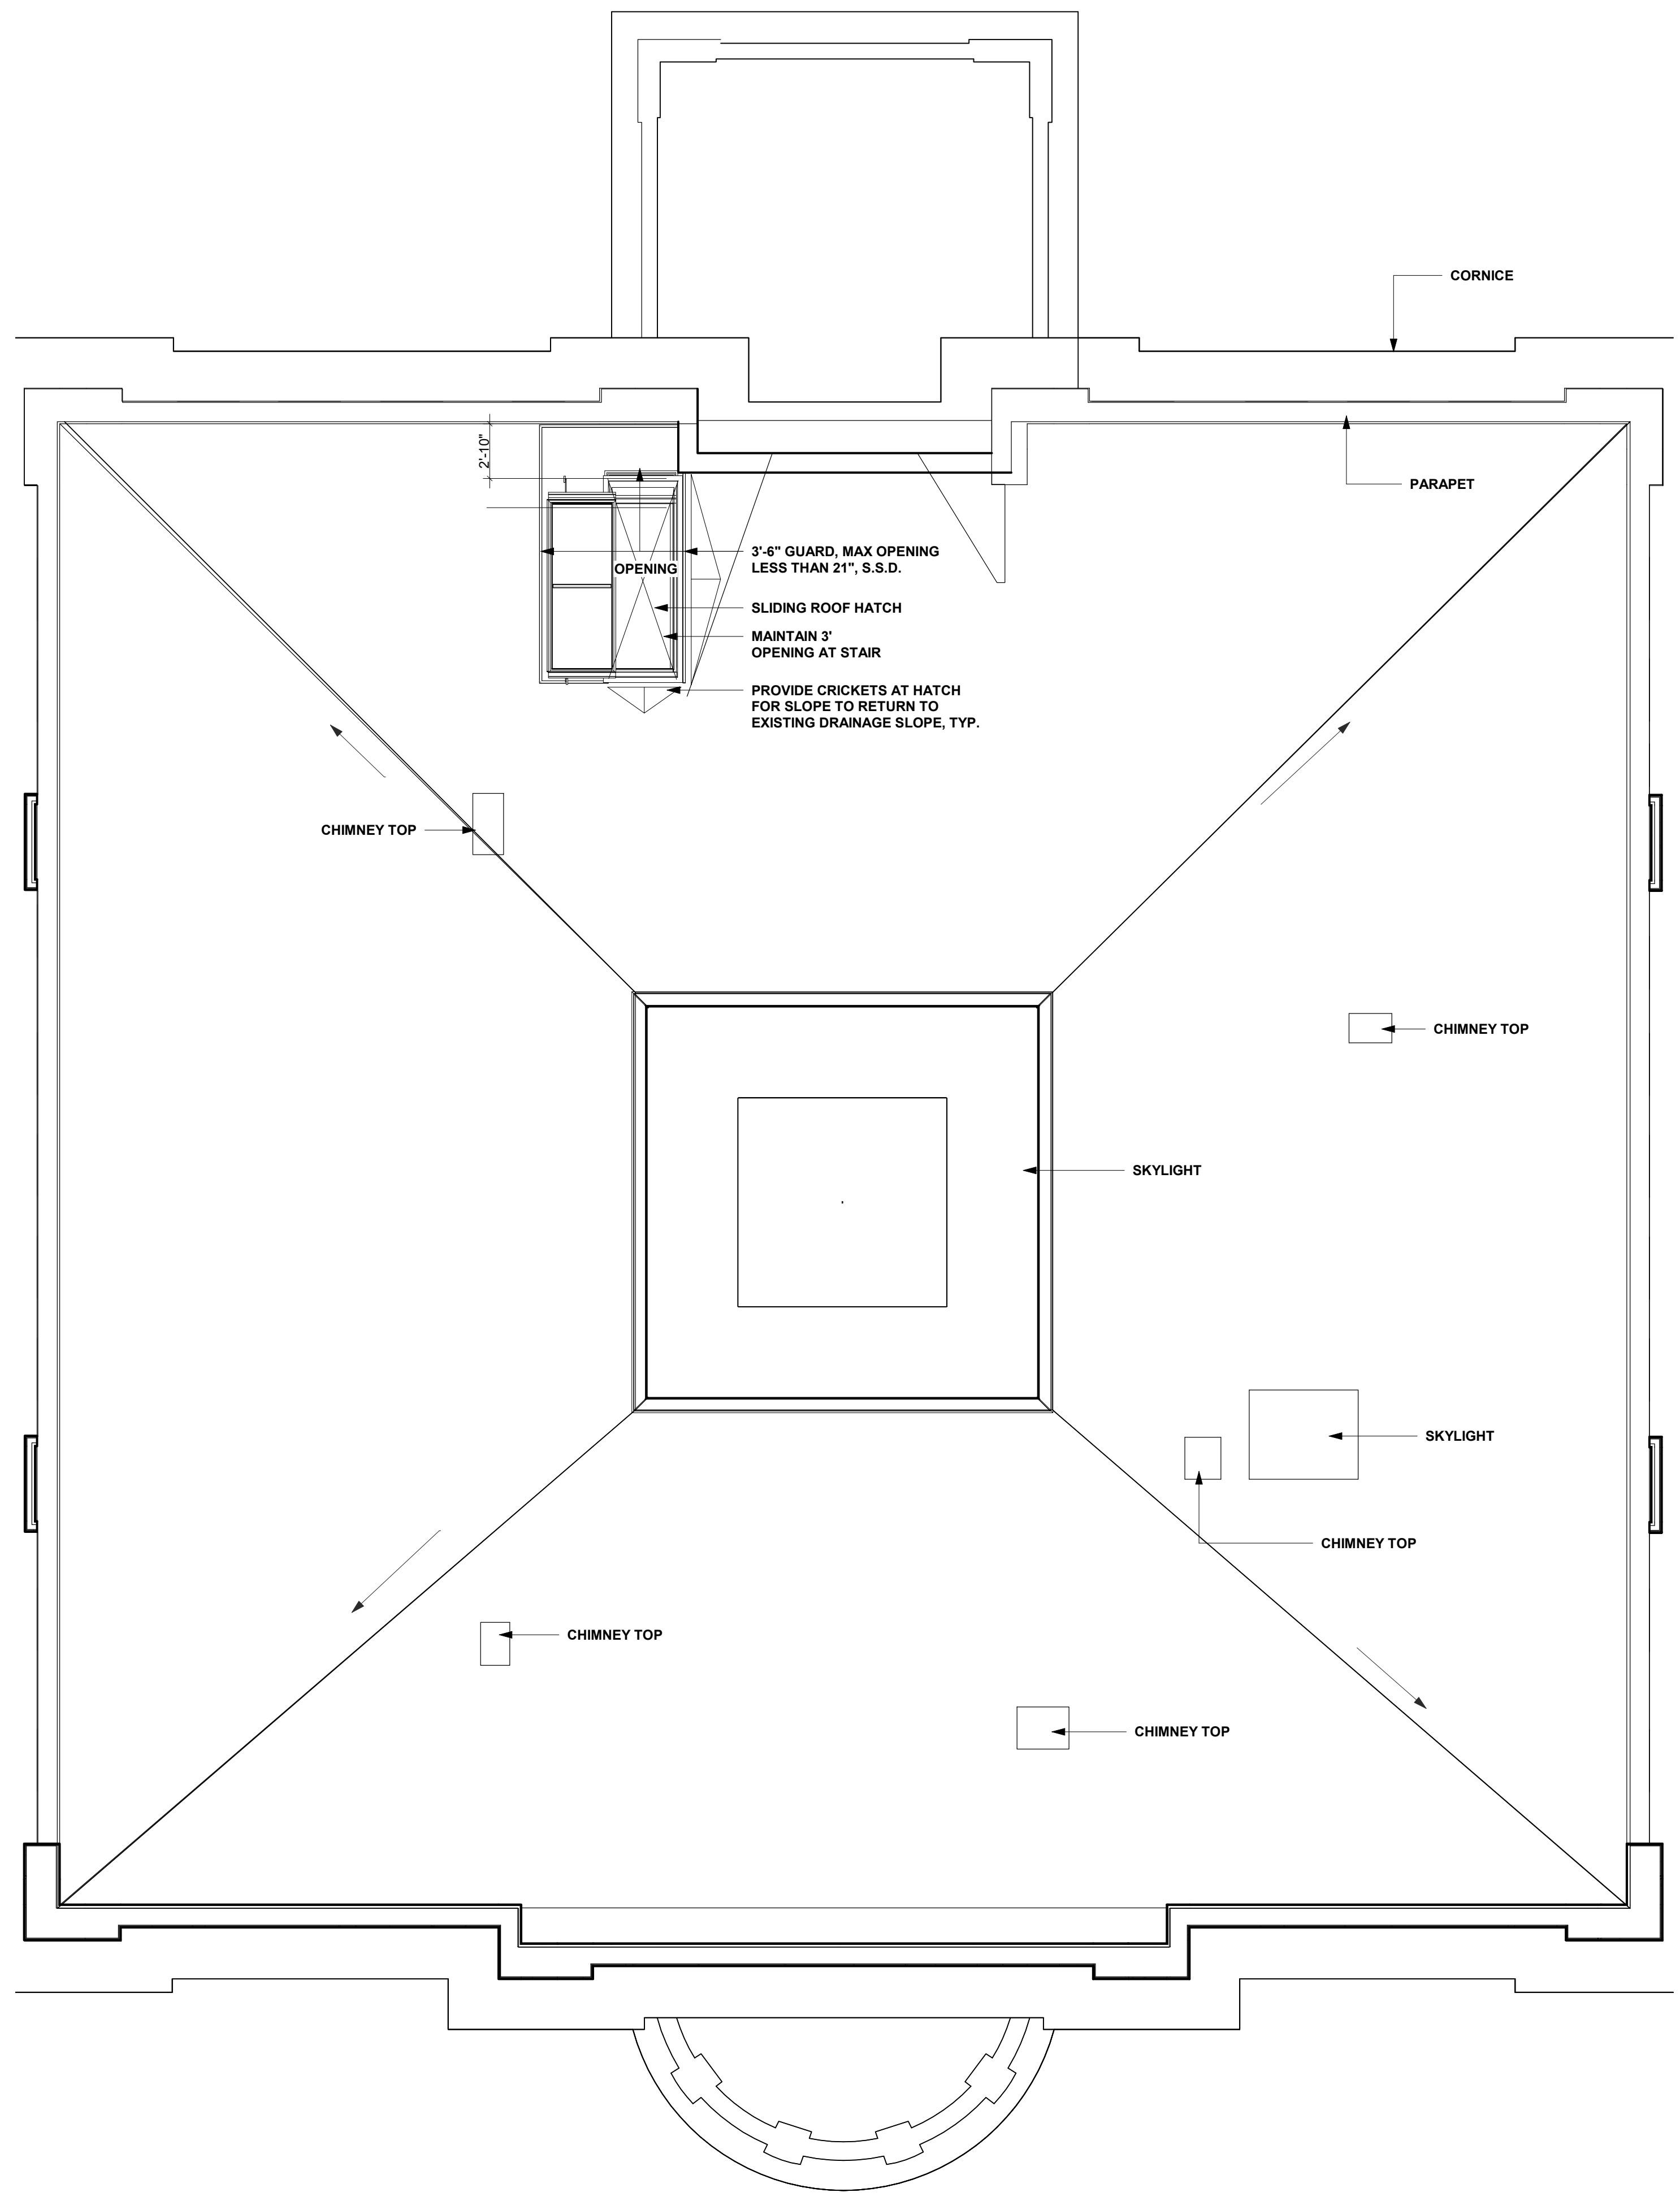 CORNICE
2'-10"
PARAPET
3'-6" GUARD, MAX OPENING
LESS THAN 21", S.S.D.
OPENING
SLIDING ROOF HATCH
MAINTAIN 3'
OPENING AT STAIR
PROVIDE CRICKETS AT HATCH
FOR SLOPE TO RETURN TO
EXISTING DRAINAGE SLOPE, TYP.
CHIMNEY TOP
CHIMNEY TOP
SKYLIGHT
SKYLIGHT
CHIMNEY TOP
CHIMNEY TOP
CHIMNEY TOP